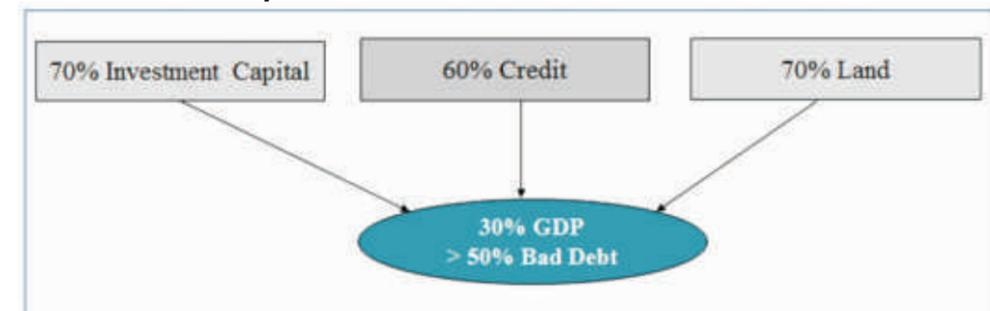 70% Investment Capital
60% Credit
70% Land
30% GDP
> 50% Bad Debt